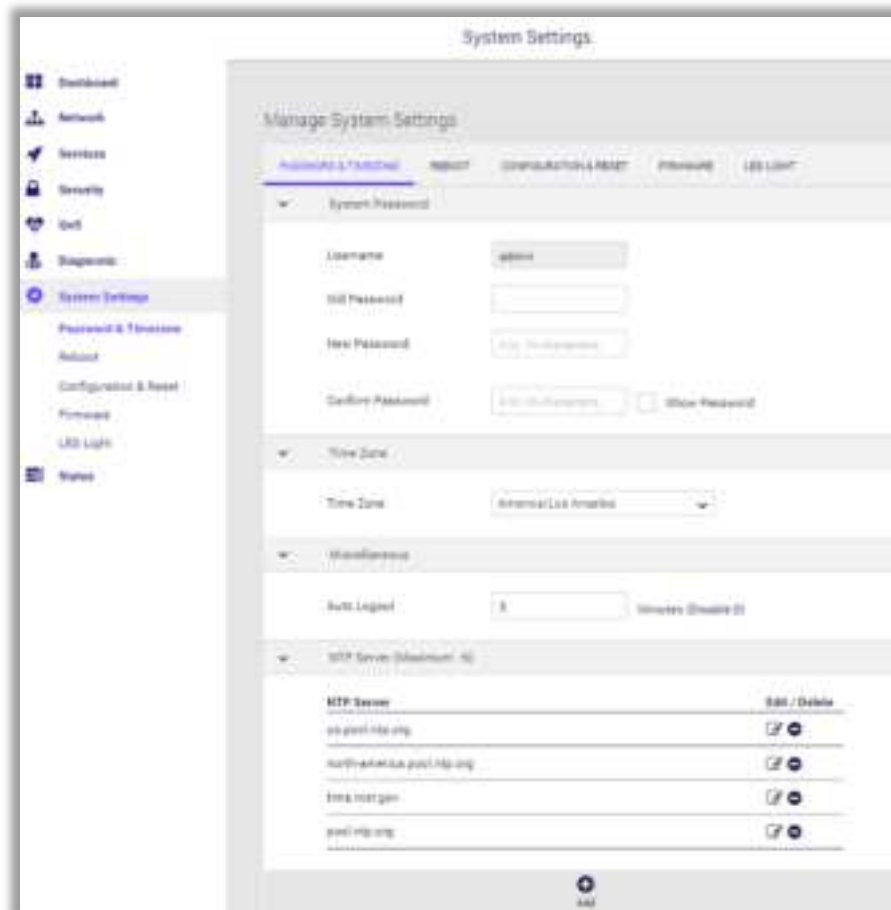 System Settings
Dashboard
Network
Services
Security
QoS
Diagnostic
System Settings
Password & Timezone
Reboot
Configuration & Reset
Firmware
LED Light
Status
Manage System Settings
PASSWORD & TIMEZONE REBOOT CONFIGURATION & RESET FIRMWARE LED LIGHT
System Password
Username admin
Old Password
New Password
Confirm Password Show Password
Time Zone
Time Zone America/Los Angeles
Miscellaneous
Auto Logout Minutes (Disable:0)
NTP Server (Maximum
NTP Server Edit / Delete
us.pool.ntp.org
north-america.pool.ntp.org
time.nist.gov
pool.ntp.org
Add